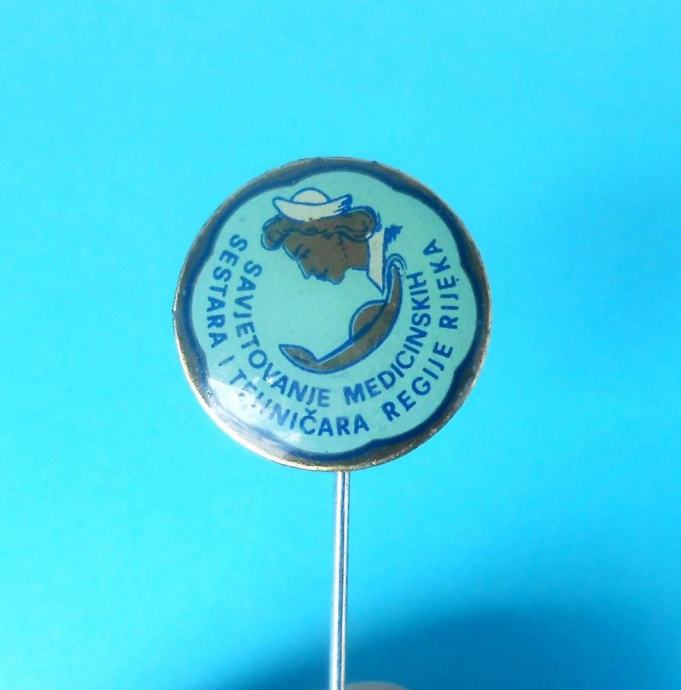 SAVJETOVANJE MEDICINSKIH
SESTARA I TEHNIČARA REGIJE RIJEKA